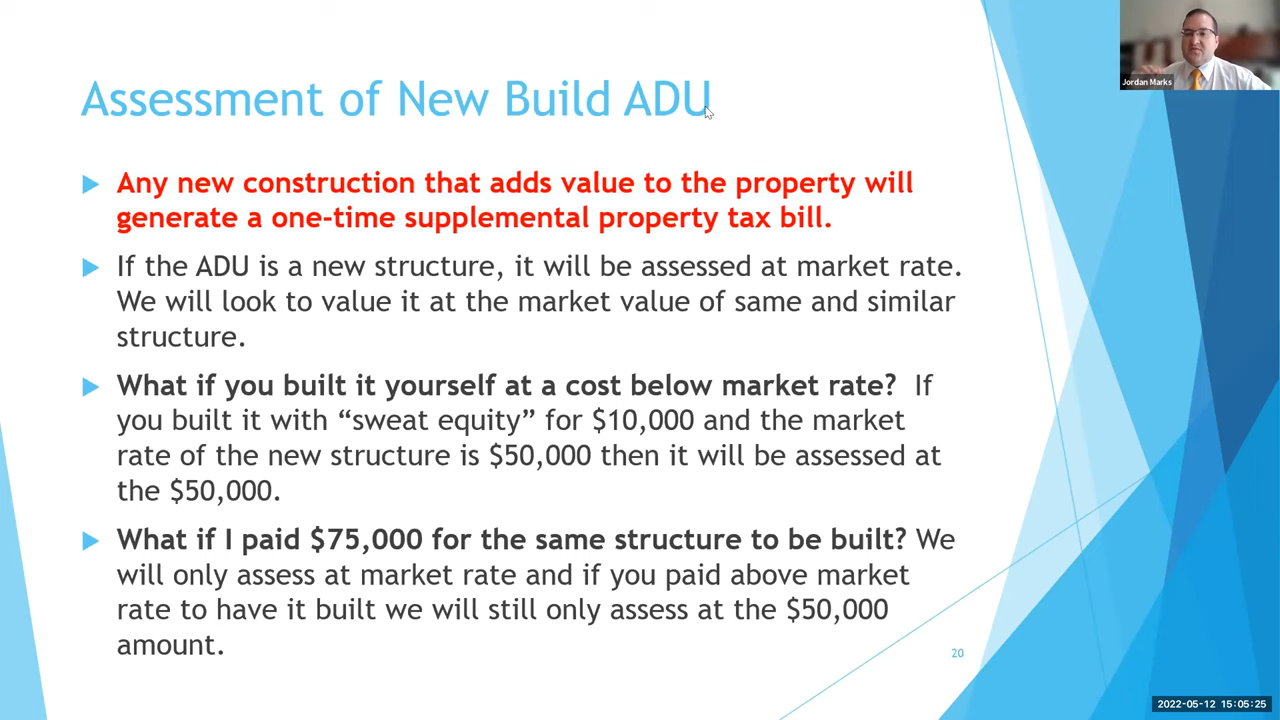 Assessment of New Build ADU
Jordan Marks
Any new construction that adds value to the property will
generate a one-time supplemental property tax bill.
If the ADU is a new structure, it will be assessed at market rate.
We will look to value it at the market value of same and similar
structure.
What if you built it yourself at a cost below market rate? If
you built it with “sweat equity” for $10,000 and the market
rate of the new structure is $50,000 then it will be assessed at
the $50,000.
What if I paid $75,000 for the same structure to be built? We
will only assess at market rate and if you paid above market
rate to have it built we will still only assess at the $50,000
amount.
20
2022-05-12 15:05:25